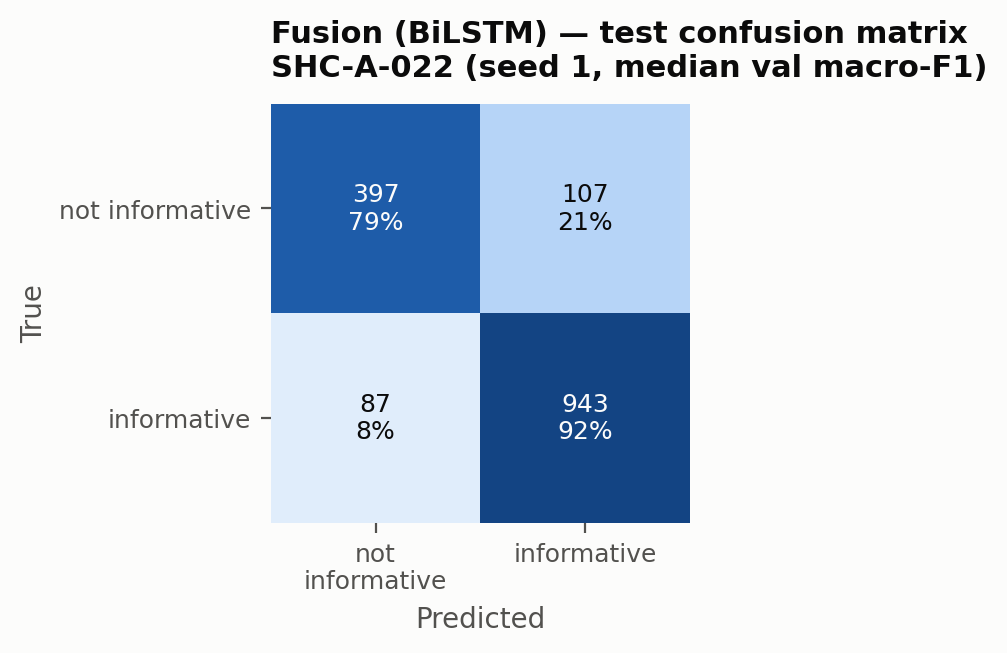 Fusion (BiLSTM) — test confusion matrix
SHC-A-022 (seed 1, median val macro-F1)
True
not informative
397
79%
107
21%
informative
87
8%
943
92%
not
informative
informative
Predicted